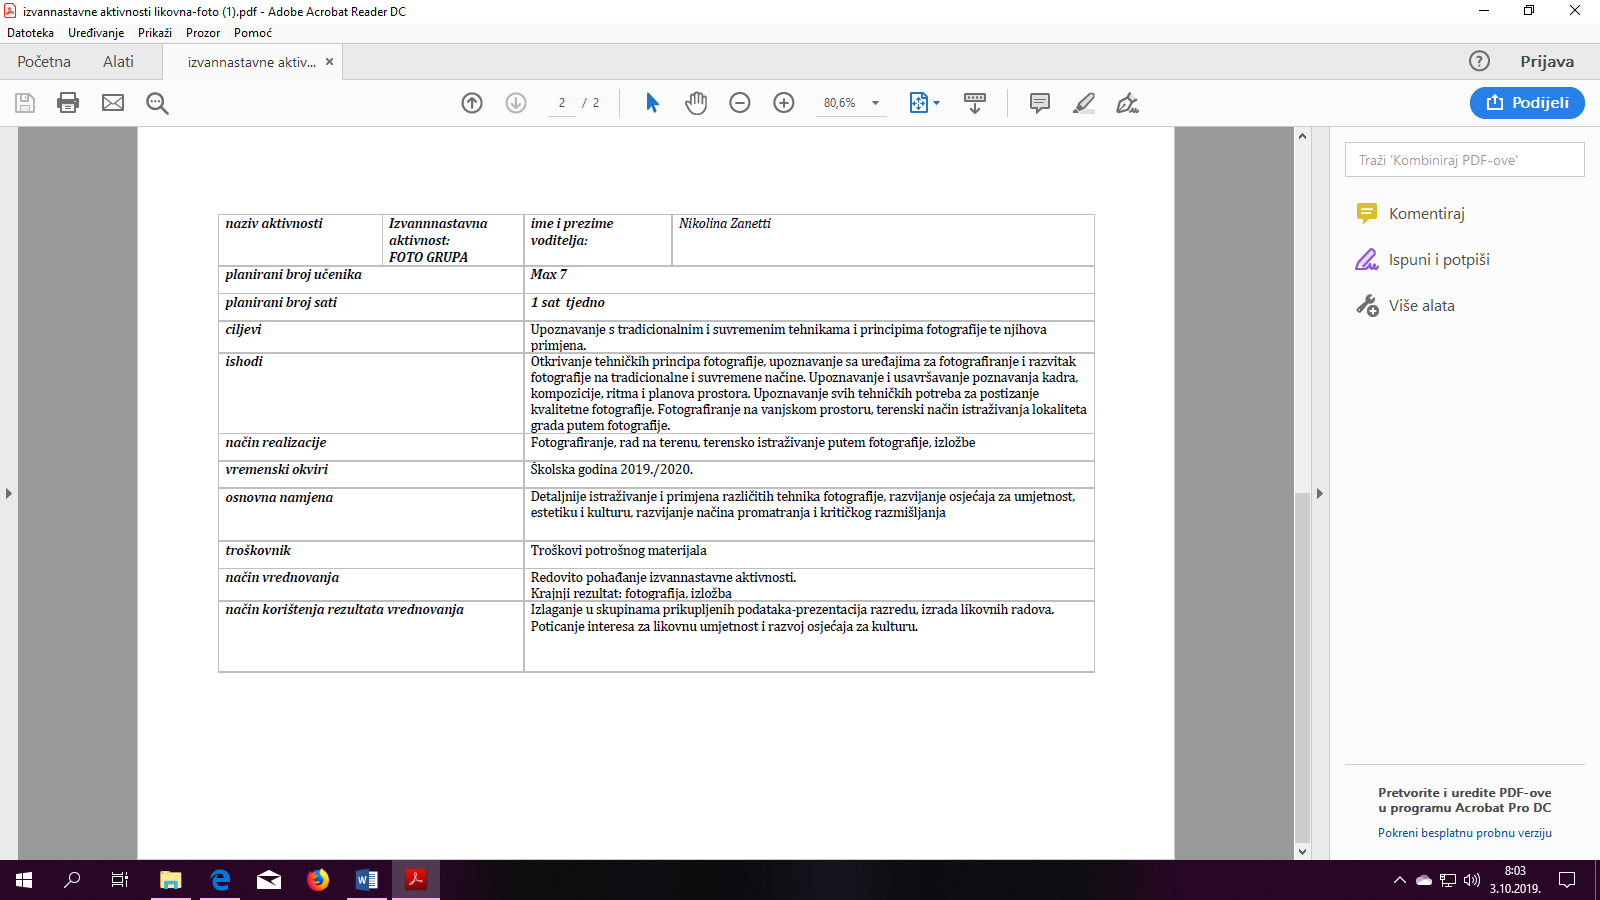 izvannastavne aktivnosti likovna-foto (1).pdf - Adobe Acrobat Reader DC
Datoteka Uređivanje Prikaži Prozor Pomoć
Početna Alati izvannastavne aktiv... × Prijava
2 / 2 80,6% Podijeli
naziv aktivnosti
Izvannnastavna
aktivnost:
FOTO GRUPA
ime i prezime
voditelja:
Nikolina Zanetti
planirani broj učenika
Max 7
planirani broj sati
1 sat tjedno
ciljevi
Upoznavanje s tradicionalnim i suvremenim tehnikama i principima fotografije te njihova
primjena.
ishodi
Otkrivanje tehničkih principa fotografije, upoznavanje sa uređajima za fotografiranje i razvitak
fotografije na tradicionalne i suvremene načine. Upoznavanje i usavršavanje poznavanja kadra,
kompozicije, ritma i planova prostora. Upoznavanje svih tehničkih potreba za postizanje
kvalitetne fotografije. Fotografiranje na vanjskom prostoru, terenski način istraživanja lokaliteta
grada putem fotografije.
način realizacije
Fotografiranje, rad na terenu, terensko istraživanje putem fotografije, izložbe
vremenski okviri
Školska godina 2019./2020.
osnovna namjena
Detaljnije istraživanje i primjena različitih tehnika fotografije, razvijanje osjećaja za umjetnost,
estetiku i kulturu, razvijanje načina promatranja i kritičkog razmišljanja
troškovnik
Troškovi potrošnog materijala
način vrednovanja
Redovito pohađanje izvannastavne aktivnosti.
Krajnji rezultat: fotografija, izložba
način korištenja rezultata vrednovanja
Izlaganje u skupinama prikupljenih podataka-prezentacija razredu, izrada likovnih radova.
Poticanje interesa za likovnu umjetnost i razvoj osjećaja za kulturu.
Traži 'Kombiniraj PDF-ove'
Komentiraj
Ispuni i potpiši
Više alata
Pretvorite i uredite PDF-ove
u programu Acrobat Pro DC
Pokreni besplatnu probnu verziju
8:03
3.10.2019.